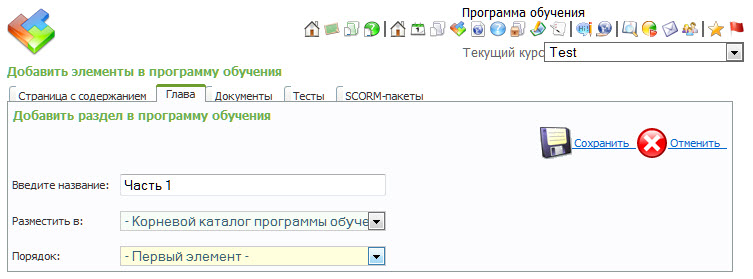 Программа обучения
Текущий курс Test
Добавить элементы в программу обучения
Страница с содержанием Глава Документы Тесты SCORM-пакеты
Добавить раздел в программу обучения
Сохранить Отменить
Введите название: Часть 1
Разместить в: - Корневой каталог программы обуче
Порядок: - Первый элемент -